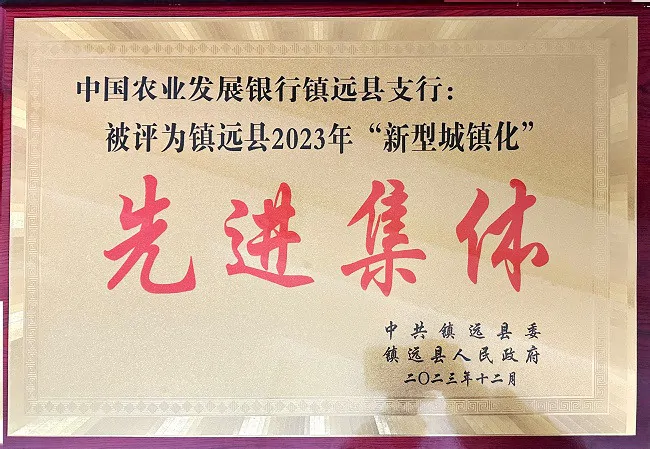 中国农业发展银行镇远县支行：
被评为镇远县2023年“新型城镇化”
先进集体
中共镇远县委
镇远县人民政府
二〇二三年十二月